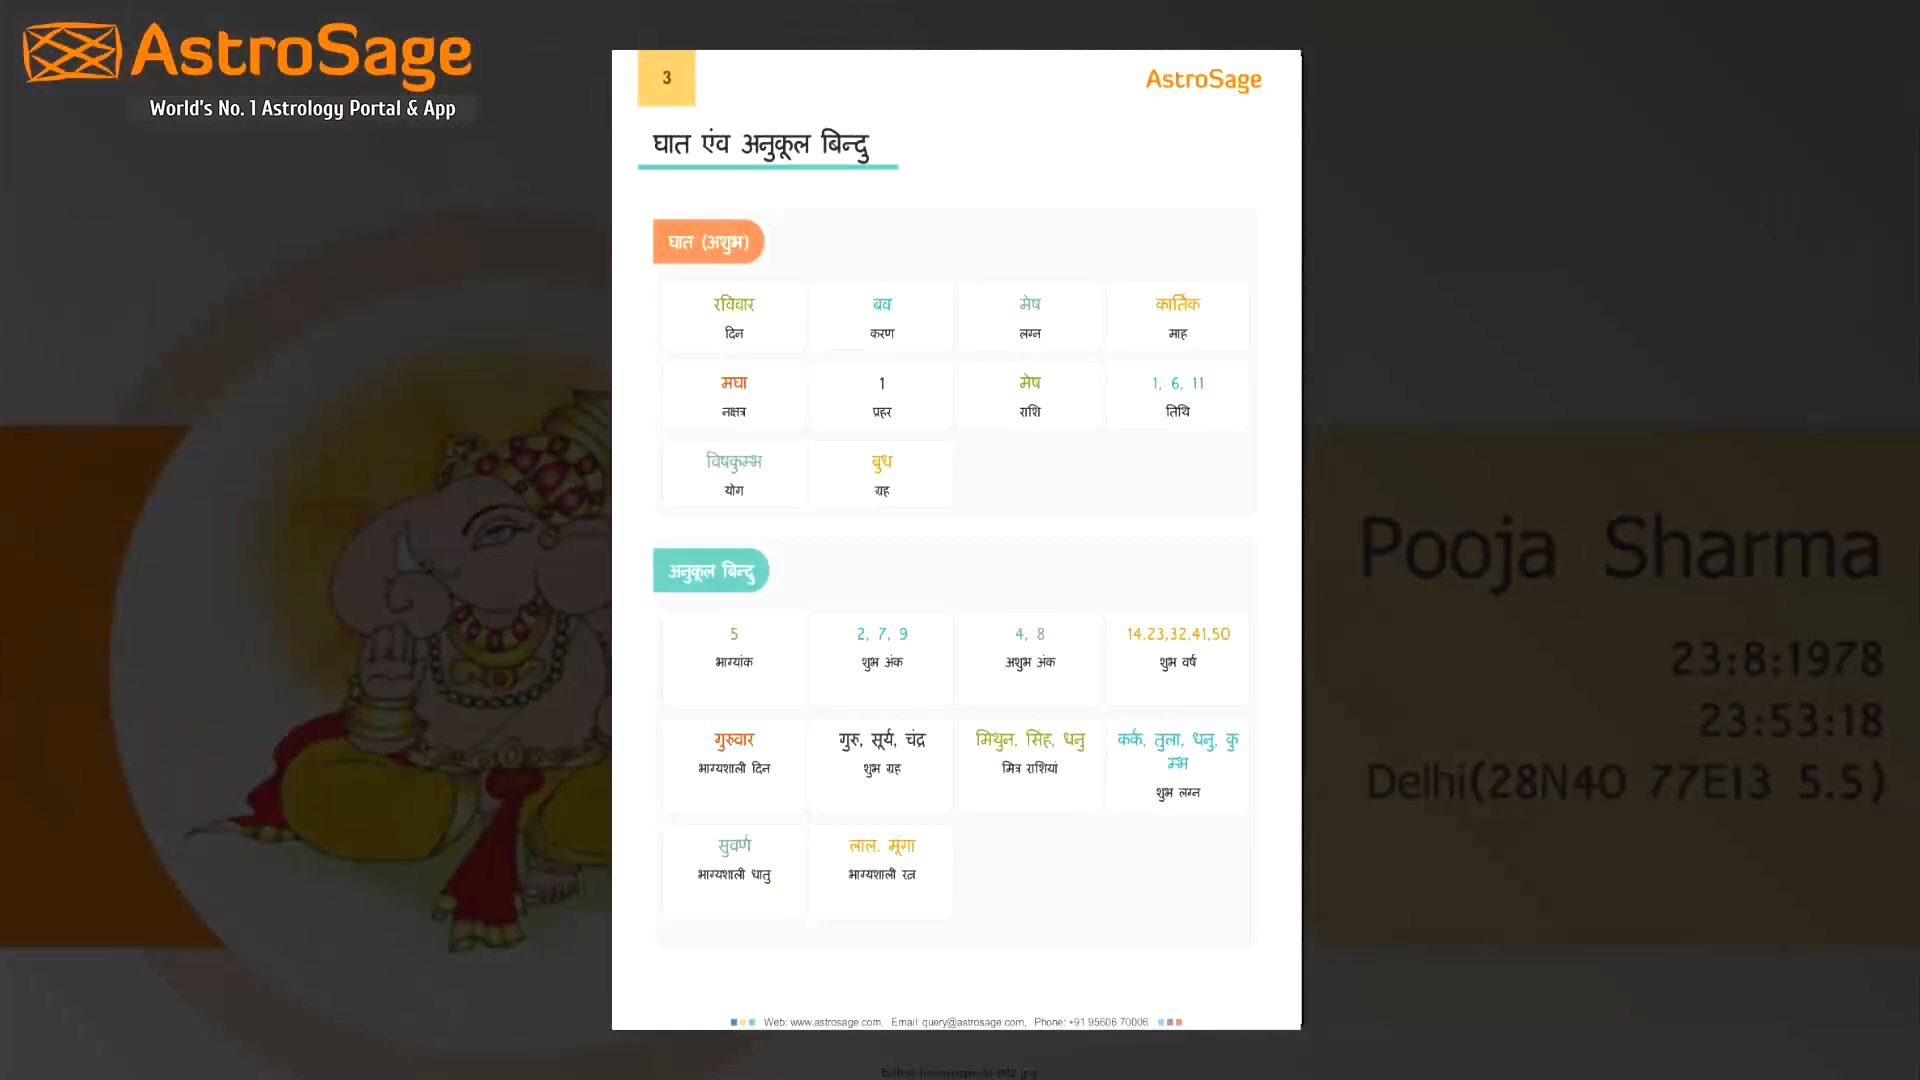 AstroSage
World's No. 1 Astrology Portal & App
3
AstroSage
घात एंव अनुकूल बिन्दु
घात (अशुभ)
रविवार बव मेष कार्तिक
दिन करण लग्न माह
मघा 1 मेष 1, 6, 11
नक्षत्र प्रहर राशि तिथि
विषकुम्भ बुध
योग ग्रह
अनुकूल बिन्दु
5 2, 7, 9 4, 8 14,23,32,41,50
भाग्यांक शुभ अंक अशुभ अंक शुभ वर्ष
गुरुवार गुरु, सूर्य, चंद्र मिथुन, सिंह, धनु कर्क, तुला, धनु, कु
म्भ
भाग्यशाली दिन शुभ ग्रह मित्र राशियां शुभ लग्न
सुवर्ण लाल. मूंगा
भाग्यशाली धातु भाग्यशाली रत्न
Web: www.astrosage.com, Email: query@astrosage.com, Phone: +91 95606 70006
Pooja Sharma
23:8:1978
23:53:18
Delhi(28N40 77E13 5.5)